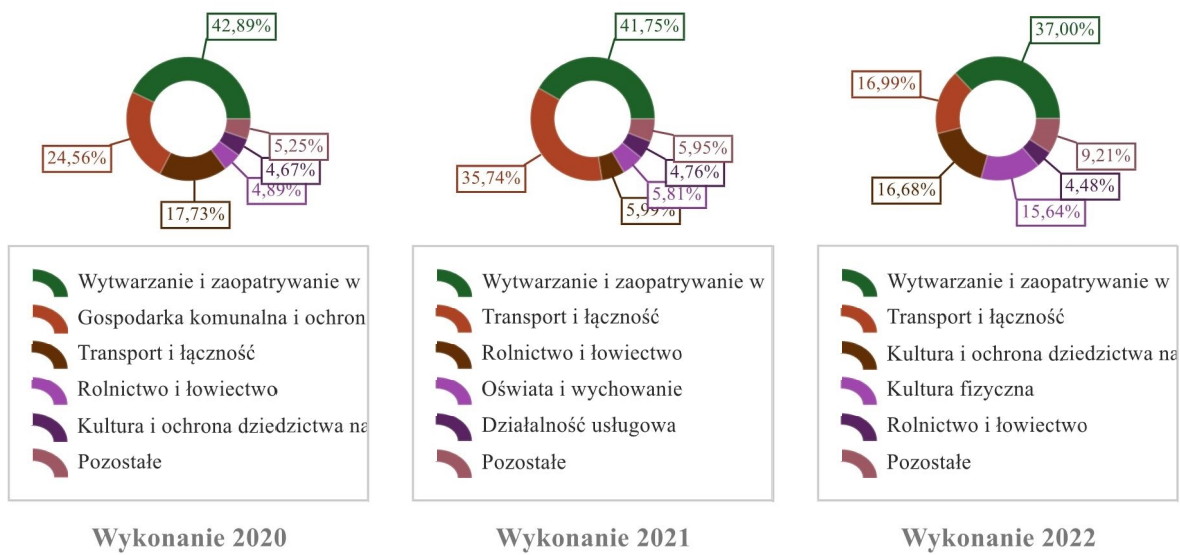 42,89%
5,25%
4,67%
4,89%
17,73%
24,56%
Wytwarzanie i zaopatrywanie w
Gospodarka komunalna i ochron
Transport i łączność
Rolnictwo i łowiectwo
Kultura i ochrona dziedzictwa na
Pozostałe
Wykonanie 2020
41,75%
5,95%
4,76%
5,81%
5,99%
35,74%
Wytwarzanie i zaopatrywanie w
Transport i łączność
Rolnictwo i łowiectwo
Oświata i wychowanie
Działalność usługowa
Pozostałe
Wykonanie 2021
37,00%
16,99%
9,21%
4,48%
15,64%
16,68%
Wytwarzanie i zaopatrywanie w
Transport i łączność
Kultura i ochrona dziedzictwa na
Kultura fizyczna
Rolnictwo i łowiectwo
Pozostałe
Wykonanie 2022